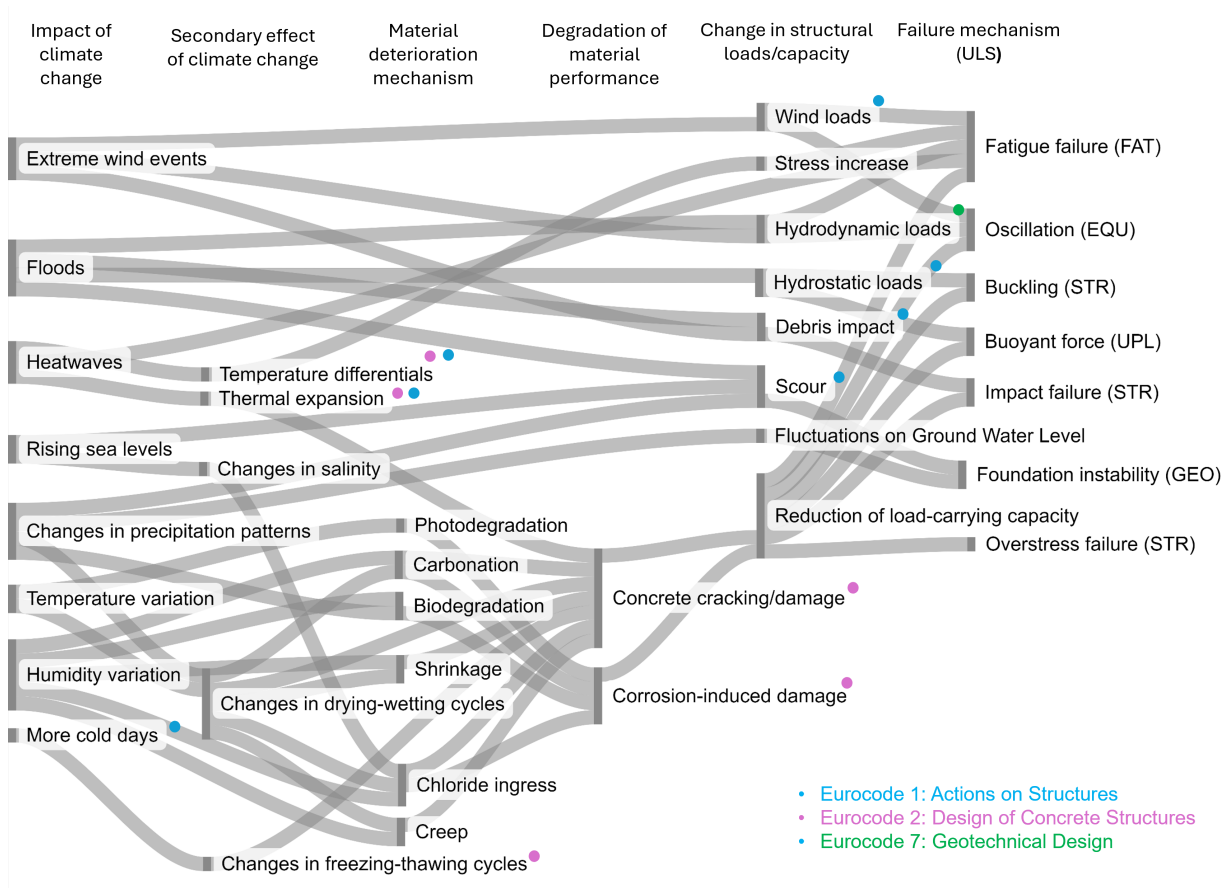 Impact of
climate
change
Secondary effect
of climate change
Material
deterioration
mechanism
Degradation of
material
performance
Change in structural
loads/capacity
Failure mechanism
(ULS)
Extreme wind events
Floods
Heatwaves
Rising sea levels
Changes in precipitation patterns
Temperature variation
Humidity variation
More cold days
Temperature differentials
Thermal expansion
Changes in salinity
Changes in drying-wetting cycles
Changes in freezing-thawing cycles
Photodegradation
Carbonation
Biodegradation
Shrinkage
Chloride ingress
Creep
Concrete cracking/damage
Corrosion-induced damage
Wind loads
Stress increase
Hydrodynamic loads
Hydrostatic loads
Debris impact
Scour
Fluctuations on Ground Water Level
Reduction of load-carrying capacity
Fatigue failure (FAT)
Oscillation (EQU)
Buckling (STR)
Buoyant force (UPL)
Impact failure (STR)
Foundation instability (GEO)
Overstress failure (STR)
• Eurocode 1: Actions on Structures
• Eurocode 2: Design of Concrete Structures
• Eurocode 7: Geotechnical Design